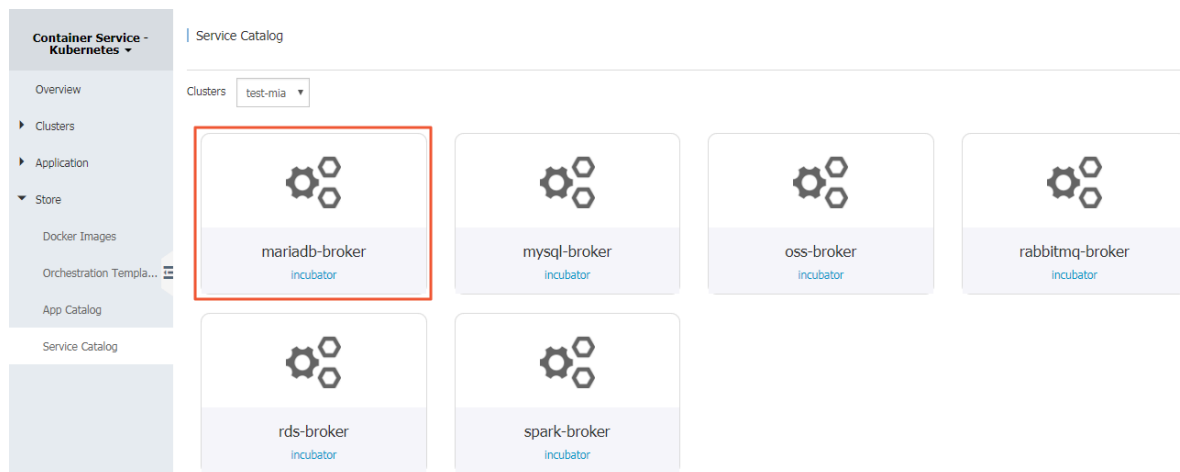 Container Service -
Kubernetes
Overview
Clusters
Application
Store
Docker Images
Orchestration Templa...
App Catalog
Service Catalog
Service Catalog
Clusters
test-mia
mariadb-broker
incubator
mysql-broker
incubator
oss-broker
incubator
rabbitmq-broker
incubator
rds-broker
incubator
spark-broker
incubator